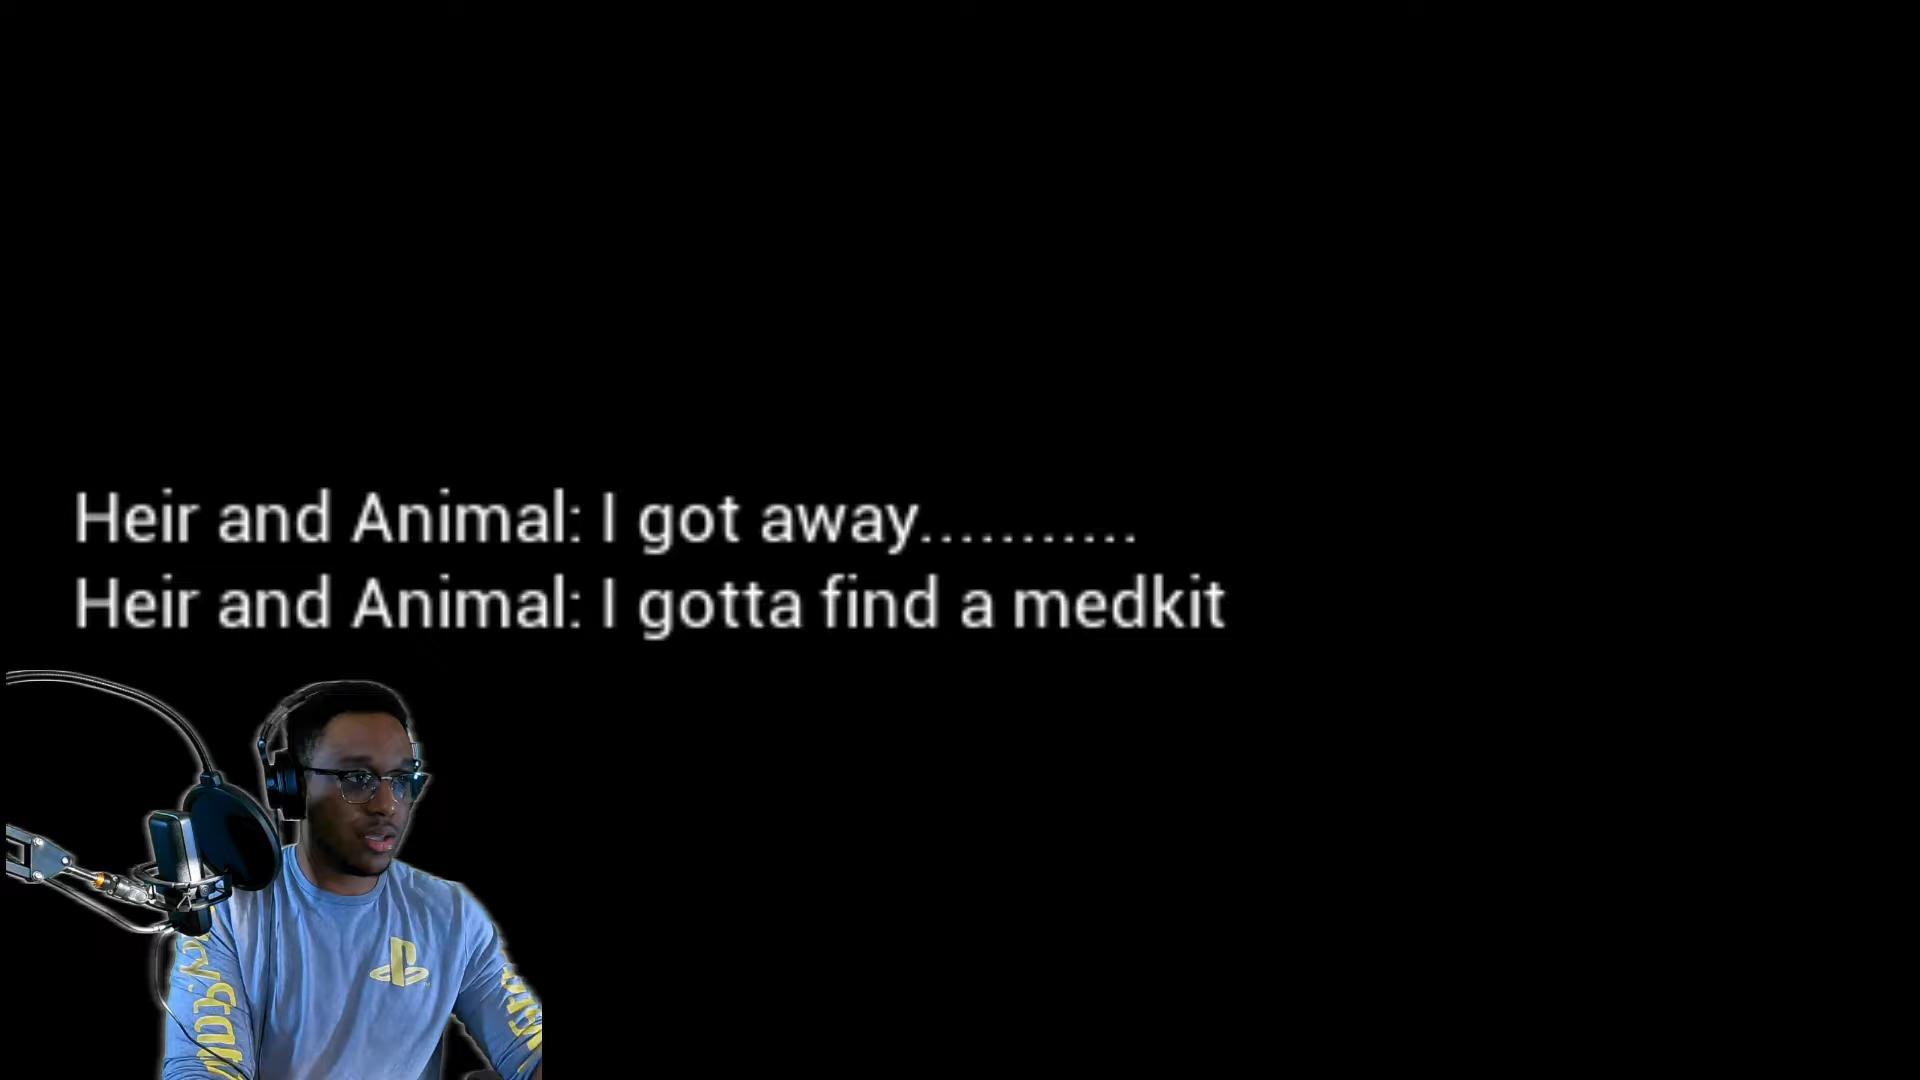 Heir and Animal: I got away...........
Heir and Animal: I gotta find a medkit